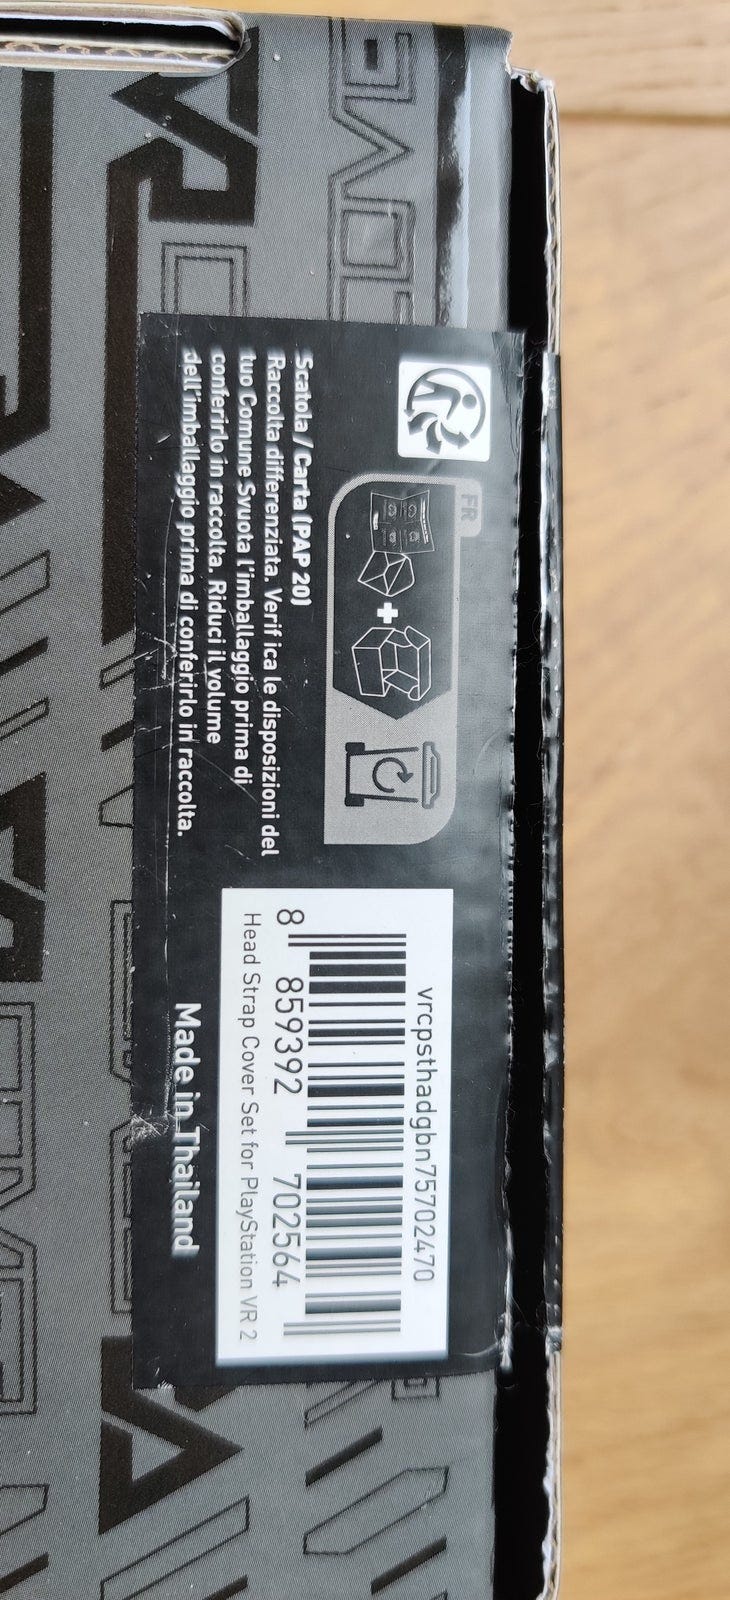 FR
Scatola / Carta (PAP 20)
Raccolta differenziata. Verif ica le disposizioni del
tuo Comune Svuota l'imballaggio prima di
conferirlo in raccolta. Riduci il volume
dell'imballaggio prima di conferirlo in raccolta.
vrcpsthadgbn75702470
8 859392 702564
Head Strap Cover Set for PlayStation VR 2
Made in Thailand